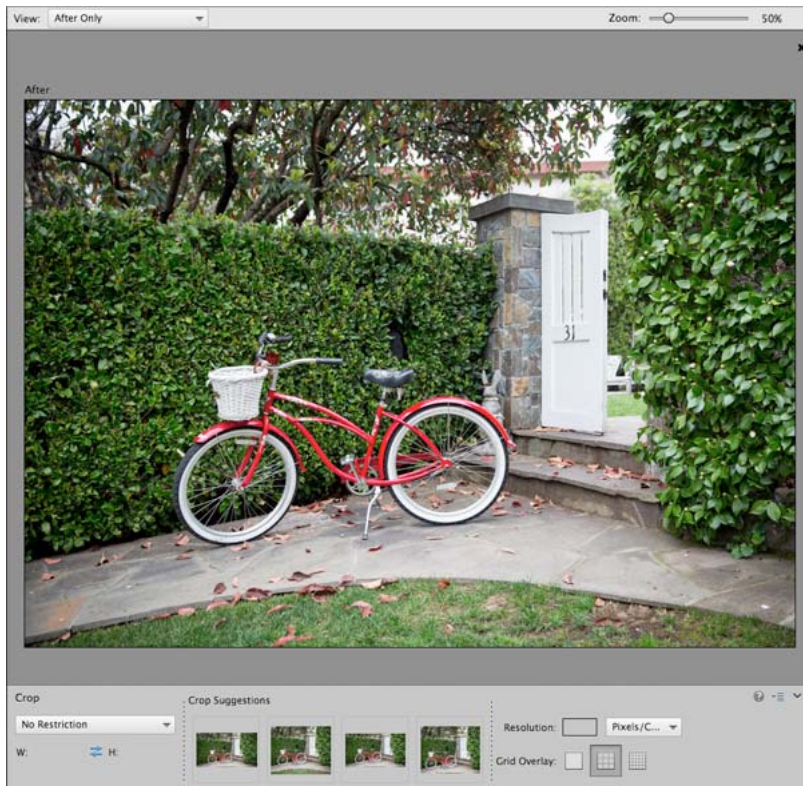 View: After Only Zoom: 50%
After
31
Crop
Crop Suggestions
No Restriction
Resolution: Pixels/C...
W: H:
Grid Overlay: